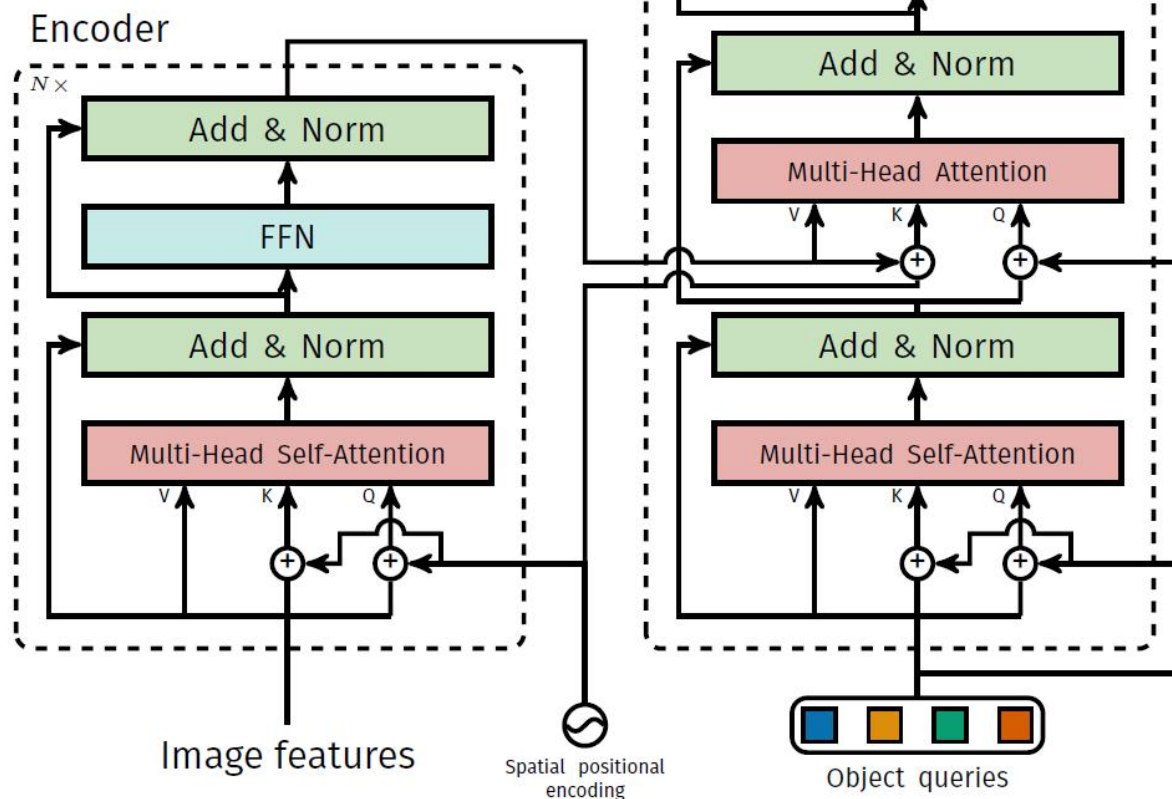 Encoder
N×
Add & Norm
FFN
Add & Norm
Multi-Head Self-Attention
V K Q
+ +
Image features
Spatial positional
encoding
Add & Norm
Multi-Head Attention
V K Q
+ +
Add & Norm
Multi-Head Self-Attention
V K Q
+ +
Object queries